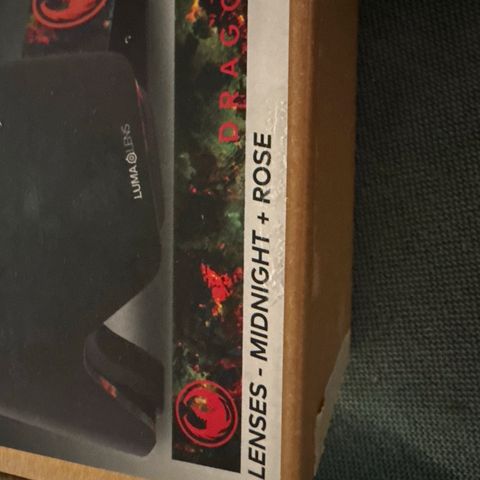 LUMA LENS
DRAGO
LENSES - MIDNIGHT + ROSE